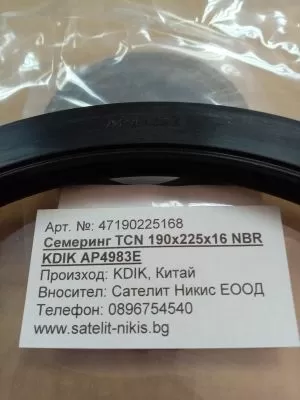 Арт. №: 47190225168
Семеринг TCN 190x225x16 NBR
KDIK AP4983E
Произход: KDIK, Китай
Вносител: Сателит Никис ЕООД
Телефон: 0896754540
www.satelit-nikis.bg